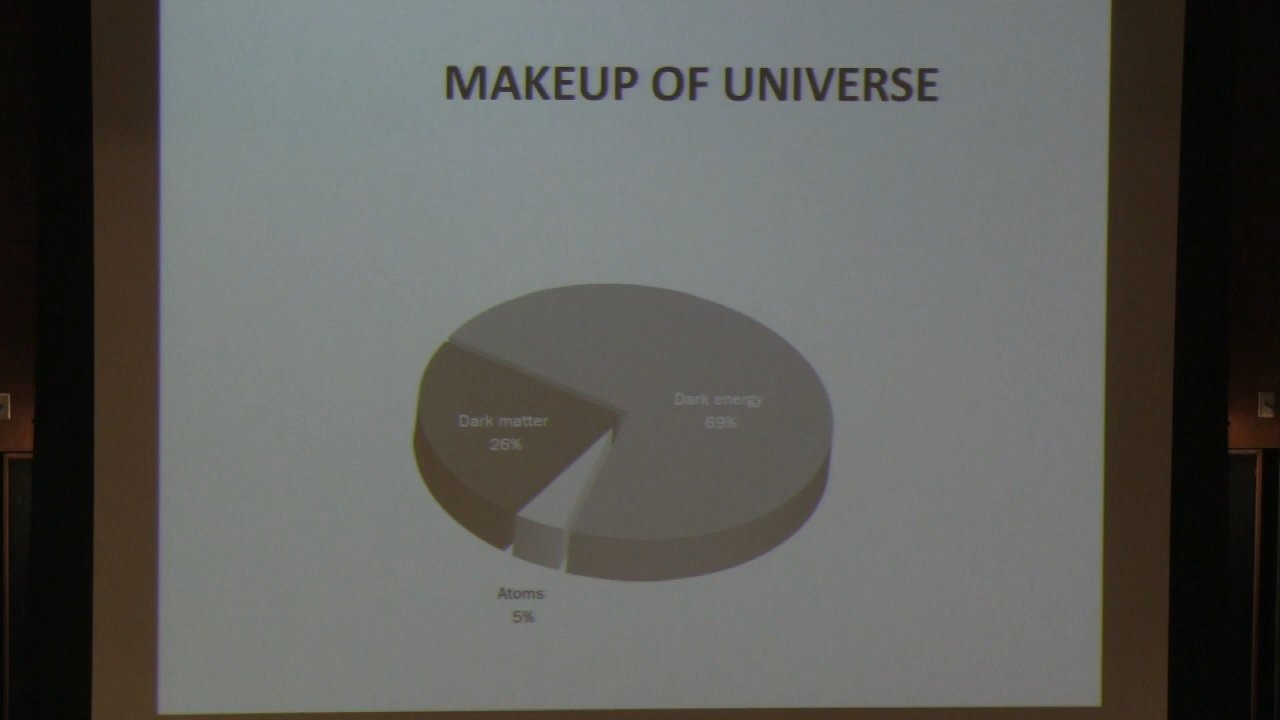 MAKEUP OF UNIVERSE
Dark energy
69%
Dark matter
26%
Atoms
5%